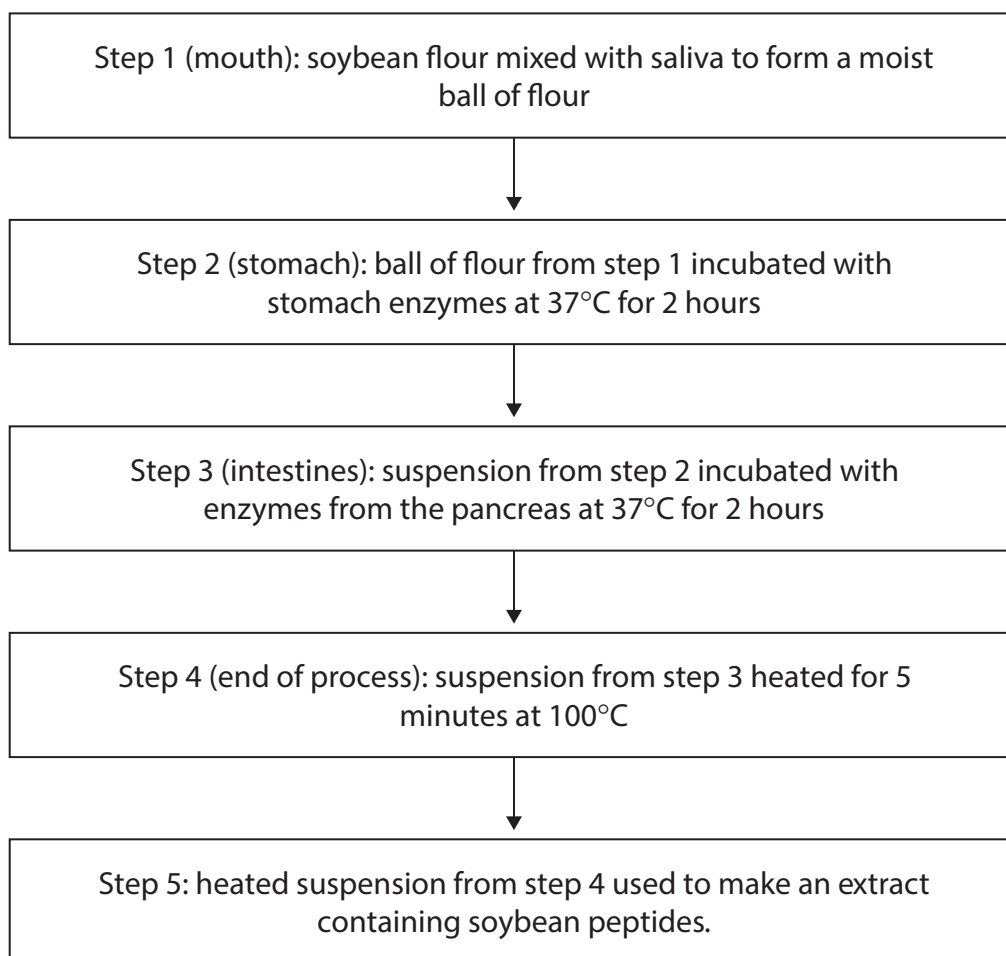 Step 1 (mouth): soybean flour mixed with saliva to form a moist
ball of flour
Step 2 (stomach): ball of flour from step 1 incubated with
stomach enzymes at 37°C for 2 hours
Step 3 (intestines): suspension from step 2 incubated with
enzymes from the pancreas at 37°C for 2 hours
Step 4 (end of process): suspension from step 3 heated for 5
minutes at 100°C
Step 5: heated suspension from step 4 used to make an extract
containing soybean peptides.